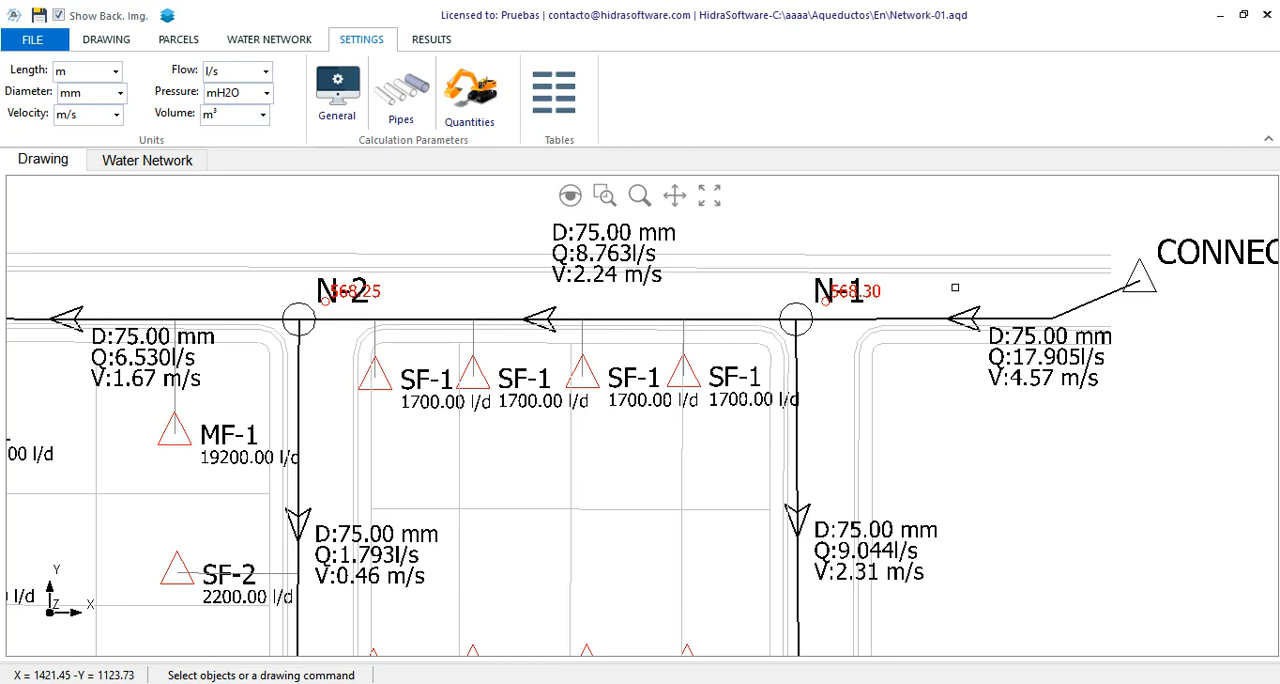 Show Back. Img.
Licensed to: Pruebas | contacto@hidrasoftware.com | HidraSoftware-C:\aaaa\Aqueductos\En\Network-01.aqd
FILE
DRAWING
PARCELS
WATER NETWORK
SETTINGS
RESULTS
Length: m
Flow: l/s
Diameter: mm
Pressure: mH2O
Velocity: m/s
Volume: m³
General
Pipes
Quantities
Units
Calculation Parameters
Tables
Drawing
Water Network
D:75.00 mm
Q:8.763l/s
V:2.24 m/s
CONNEC
N-2
568.25
N-1
568.30
D:75.00 mm
Q:6.530l/s
V:1.67 m/s
D:75.00 mm
Q:17.905l/s
V:4.57 m/s
SF-1
1700.00 l/d
SF-1
1700.00 l/d
SF-1
1700.00 l/d
SF-1
1700.00 l/d
MF-1
19200.00 l/d
00 l/d
D:75.00 mm
Q:1.793l/s
V:0.46 m/s
D:75.00 mm
Q:9.044l/s
V:2.31 m/s
SF-2
2200.00 l/d
l/d
Y
Z
X
X = 1421.45 -Y = 1123.73
Select objects or a drawing command